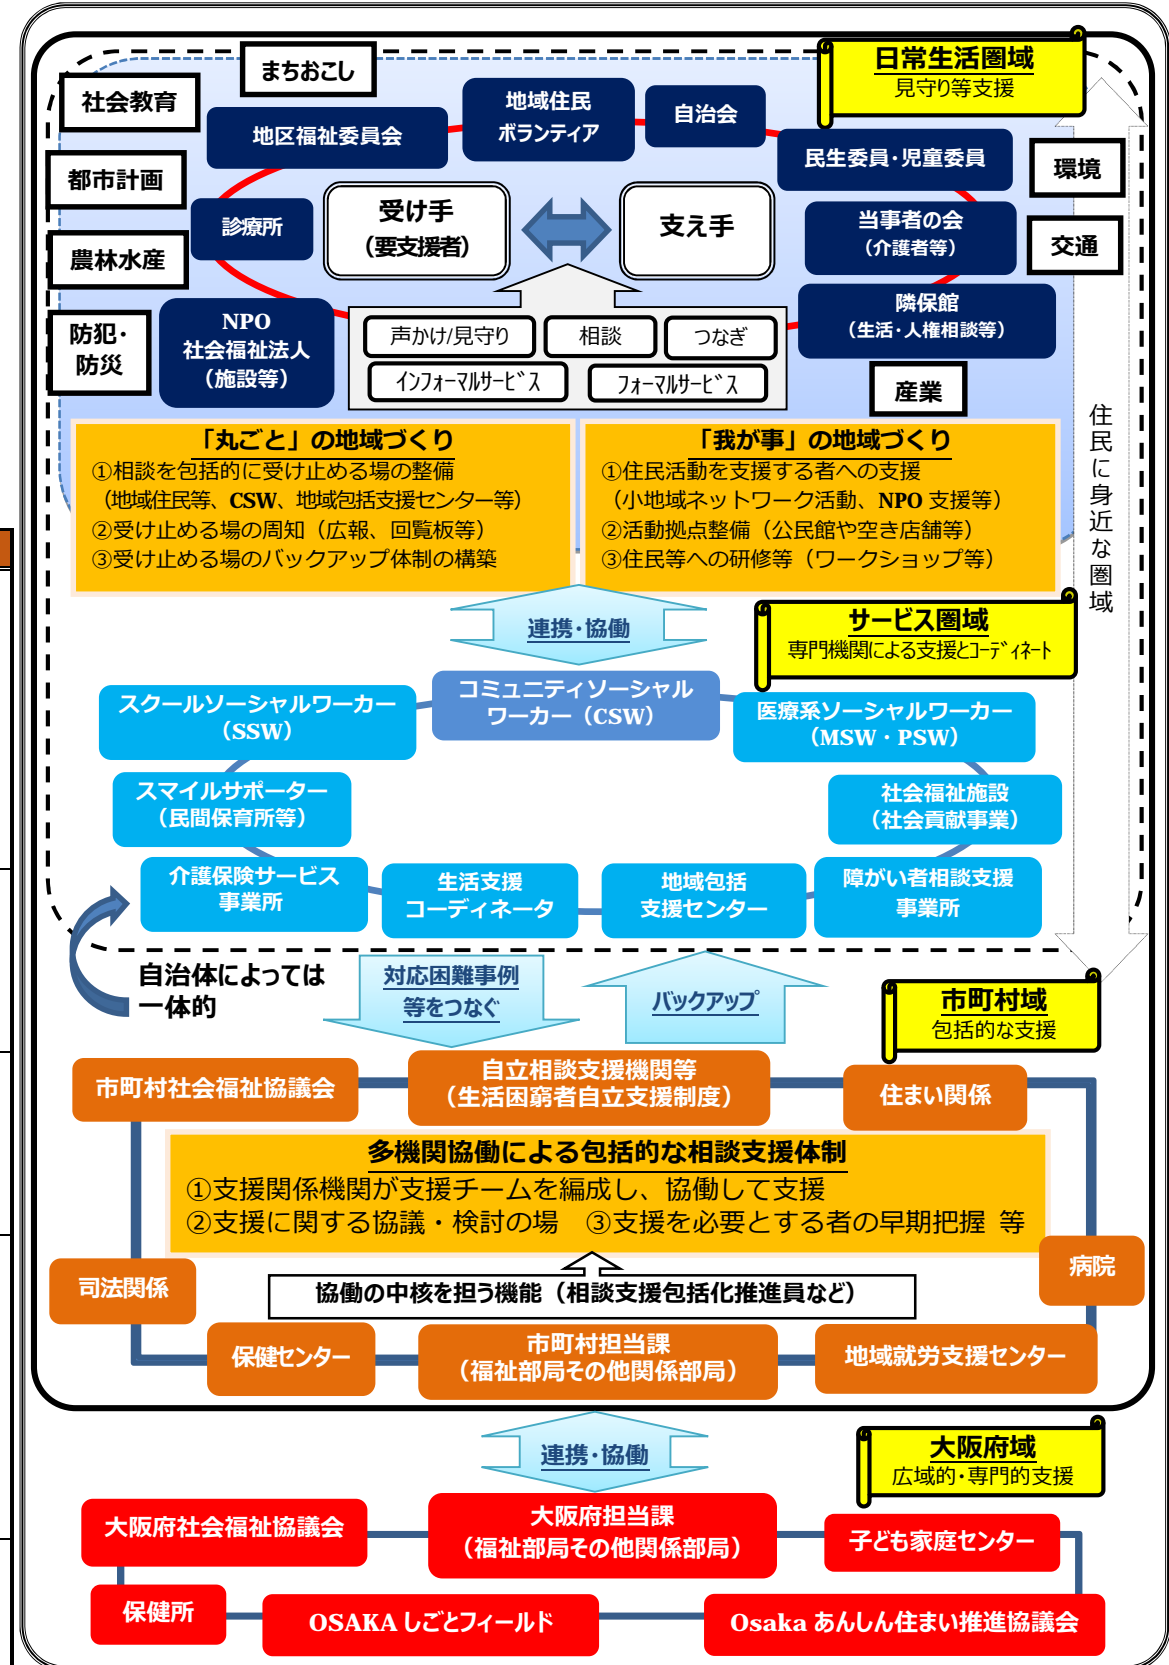 日常生活圏域
見守り等支援
まちおこし
社会教育
地区福祉委員会
地域住民
ボランティア
自治会
民生委員・児童委員
環境
都市計画
診療所
受け手
（要支援者）
支え手
当事者の会
（介護者等）
交通
農林水産
隣保館
（生活・人権相談等）
NPO
社会福祉法人
（施設等）
防犯・
防災
声かけ/見守り
相談
つなぎ
インフォーマルサービス
フォーマルサービス
産業
住民に身近な圏域
「丸ごと」の地域づくり
①相談を包括的に受け止める場の整備
（地域住民等、CSW、地域包括支援センター等）
②受け止める場の周知（広報、回覧板等）
③受け止める場のバックアップ体制の構築
「我が事」の地域づくり
①住民活動を支援する者への支援
（小地域ネットワーク活動、NPO 支援等）
②活動拠点整備（公民館や空き店舗等）
③住民等への研修等（ワークショップ等）
連携・協働
サービス圏域
専門機関による支援とコーディネート
コミュニティソーシャル
ワーカー（CSW）
スクールソーシャルワーカー
（SSW）
医療系ソーシャルワーカー
（MSW・PSW）
スマイルサポーター
（民間保育所等）
社会福祉施設
（社会貢献事業）
介護保険サービス
事業所
生活支援
コーディネータ
地域包括
支援センター
障がい者相談支援
事業所
自治体によっては
一体的
対応困難事例
等をつなぐ
バックアップ
市町村域
包括的な支援
市町村社会福祉協議会
自立相談支援機関等
（生活困窮者自立支援制度）
住まい関係
多機関協働による包括的な相談支援体制
①支援関係機関が支援チームを編成し、協働して支援
②支援に関する協議・検討の場　③支援を必要とする者の早期把握 等
司法関係
病院
協働の中核を担う機能（相談支援包括化推進員など）
保健センター
市町村担当課
（福祉部局その他関係部局）
地域就労支援センター
連携・協働
大阪府域
広域的・専門的支援
大阪府社会福祉協議会
大阪府担当課
（福祉部局その他関係部局）
子ども家庭センター
保健所
OSAKA しごとフィールド
Osaka あんしん住まい推進協議会